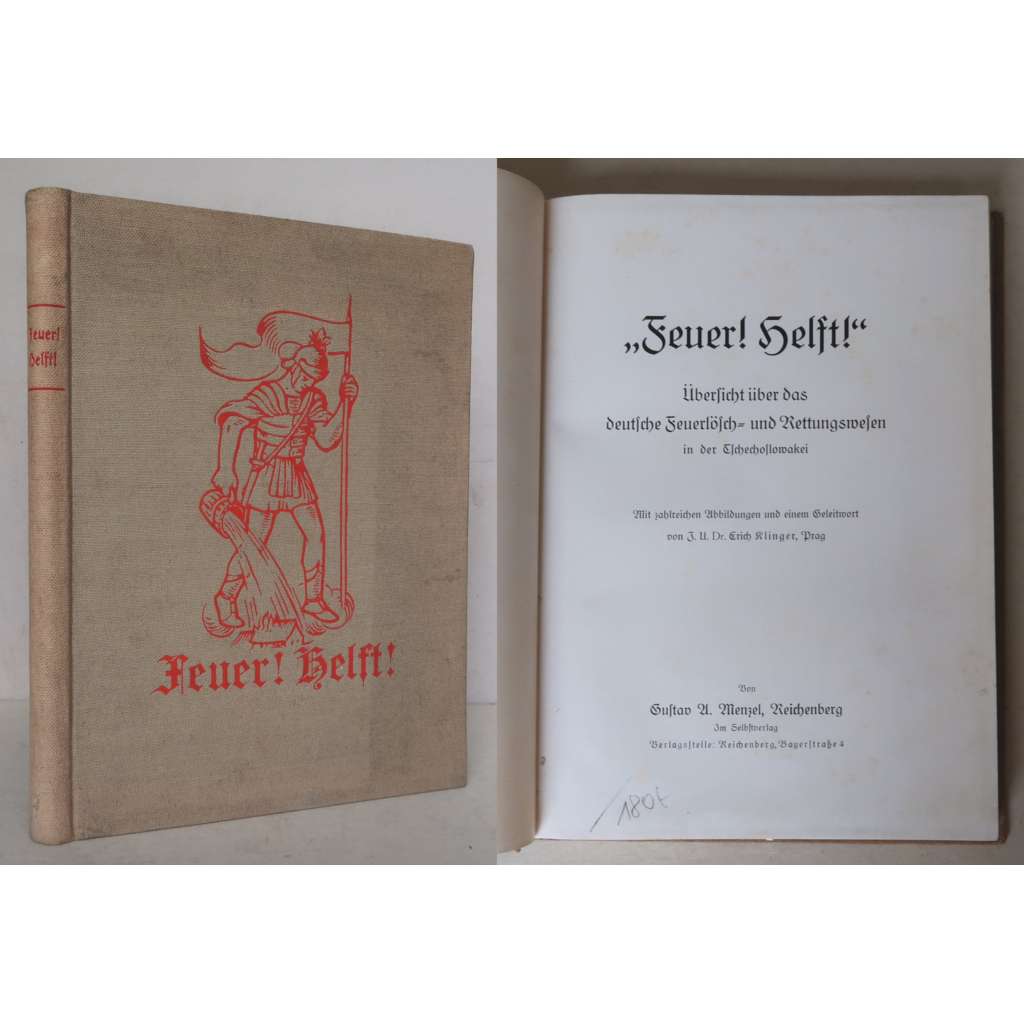 Feuer!
Helft!
Feuer! Helft!
„Feuer! Helft!“
Übersicht über das
deutsche Feuerlösch- und Rettungswesen
in der Tschechoslowakei
Mit zahlreichen Abbildungen und einem Geleitwort
von J. U. Dr. Erich Klinger, Prag
Von
Gustav A. Menzel, Reichenberg
Im Selbstverlag
Verlagsstelle: Reichenberg, Bayerstraße 4